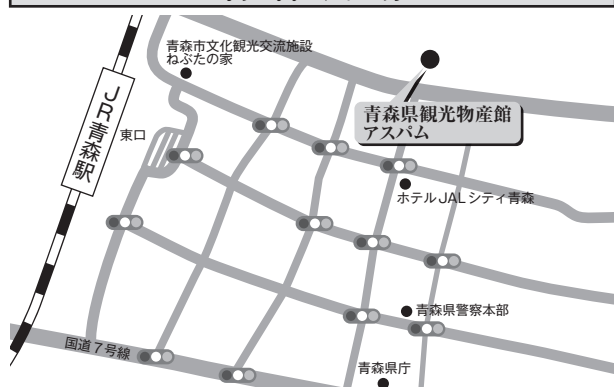 青森市文化観光交流施設
ねぶたの家
JR青森駅
東口
青森県観光物産館
アスパム
ホテルJALシティ青森
青森県警察本部
国道7号線
青森県庁